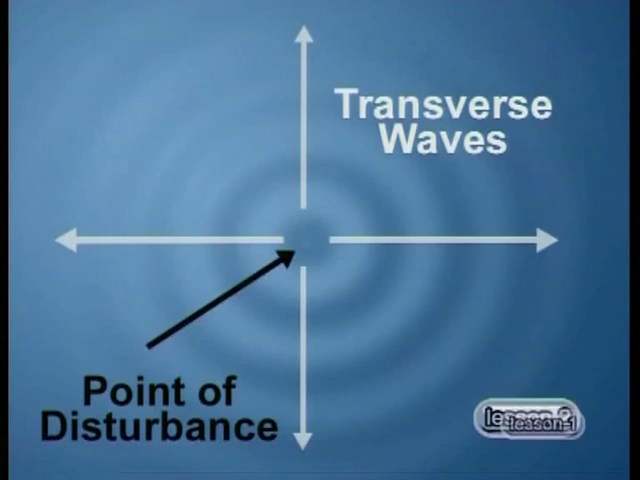 Transverse
Waves
Point of
Disturbance
lesson-1